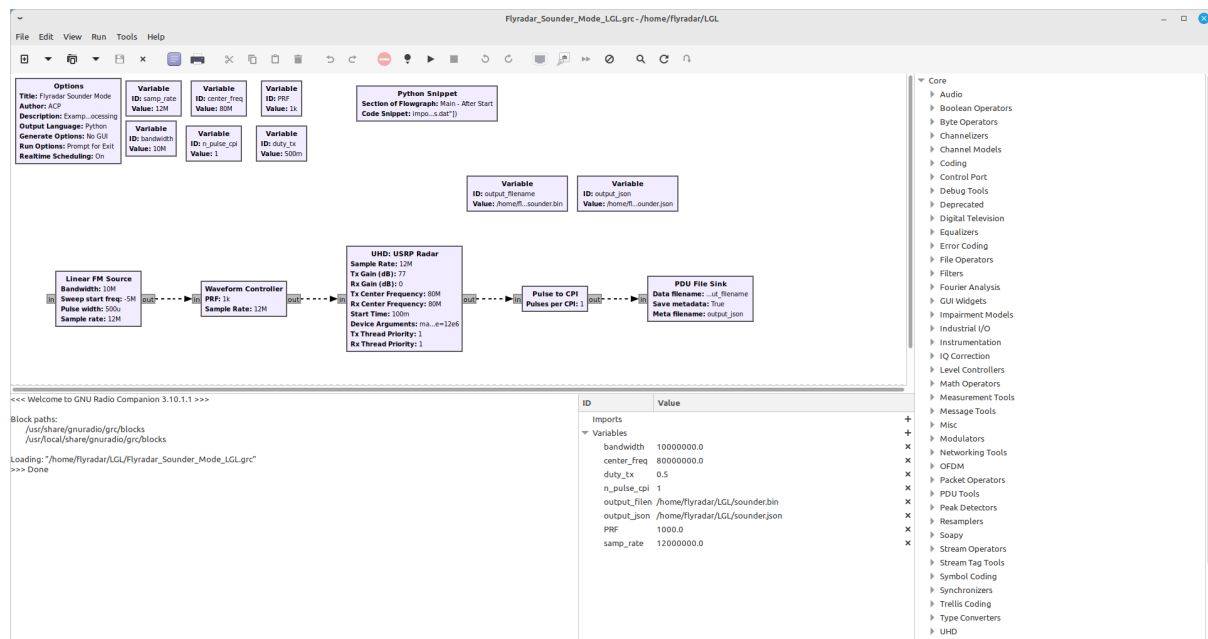 Flyradar_Sounder_Mode_LGL.grc - /home/flyradar/LGL
File Edit View Run Tools Help
Options
Title: Flyradar Sounder Mode
Author: ACP
Description: Examp...ocessing
Output Language: Python
Generate Options: No GUI
Run Options: Prompt for Exit
Realtime Scheduling: On
Variable
ID: samp_rate
Value: 12M
Variable
ID: center_freq
Value: 80M
Variable
ID: PRF
Value: 1k
Variable
ID: bandwidth
Value: 10M
Variable
ID: n_pulse_cpi
Value: 1
Variable
ID: duty_tx
Value: 500m
Python Snippet
Section of Flowgraph: Main - After Start
Code Snippet: impo...s.dat"])
Variable
ID: output_filename
Value: /home/fl...sounder.bin
Variable
ID: output_json
Value: /home/fl...ounder.json
Linear FM Source
Bandwidth: 10M
Sweep start freq: -5M
Pulse width: 500u
Sample rate: 12M
in
out
Waveform Controller
PRF: 1k
Sample Rate: 12M
in
out
UHD: USRP Radar
Sample Rate: 12M
Tx Gain (dB): 77
Rx Gain (dB): 0
Tx Center Frequency: 80M
Rx Center Frequency: 80M
Start Time: 100m
Device Arguments: ma...e=12e6
Tx Thread Priority: 1
Rx Thread Priority: 1
in
out
Pulse to CPI
Pulses per CPI: 1
in
out
PDU File Sink
Data filename: ...ut_filename
Save metadata: True
Meta filename: output_json
in
<<< Welcome to GNU Radio Companion 3.10.1.1 >>>
Block paths:
/usr/share/gnuradio/grc/blocks
/usr/local/share/gnuradio/grc/blocks
Loading: "/home/flyradar/LGL/Flyradar_Sounder_Mode_LGL.grc"
>>> Done
ID Value
Imports
Variables
bandwidth 10000000.0
center_freq 80000000.0
duty_tx 0.5
n_pulse_cpi 1
output_filen /home/flyradar/LGL/sounder.bin
output_json /home/flyradar/LGL/sounder.json
PRF 1000.0
samp_rate 12000000.0
Core
Audio
Boolean Operators
Byte Operators
Channelizers
Channel Models
Coding
Control Port
Debug Tools
Deprecated
Digital Television
Equalizers
Error Coding
File Operators
Filters
Fourier Analysis
GUI Widgets
Impairment Models
Industrial I/O
Instrumentation
IQ Correction
Level Controllers
Math Operators
Measurement Tools
Message Tools
Misc
Modulators
Networking Tools
OFDM
Packet Operators
PDU Tools
Peak Detectors
Resamplers
Soapy
Stream Operators
Stream Tag Tools
Symbol Coding
Synchronizers
Trellis Coding
Type Converters
UHD